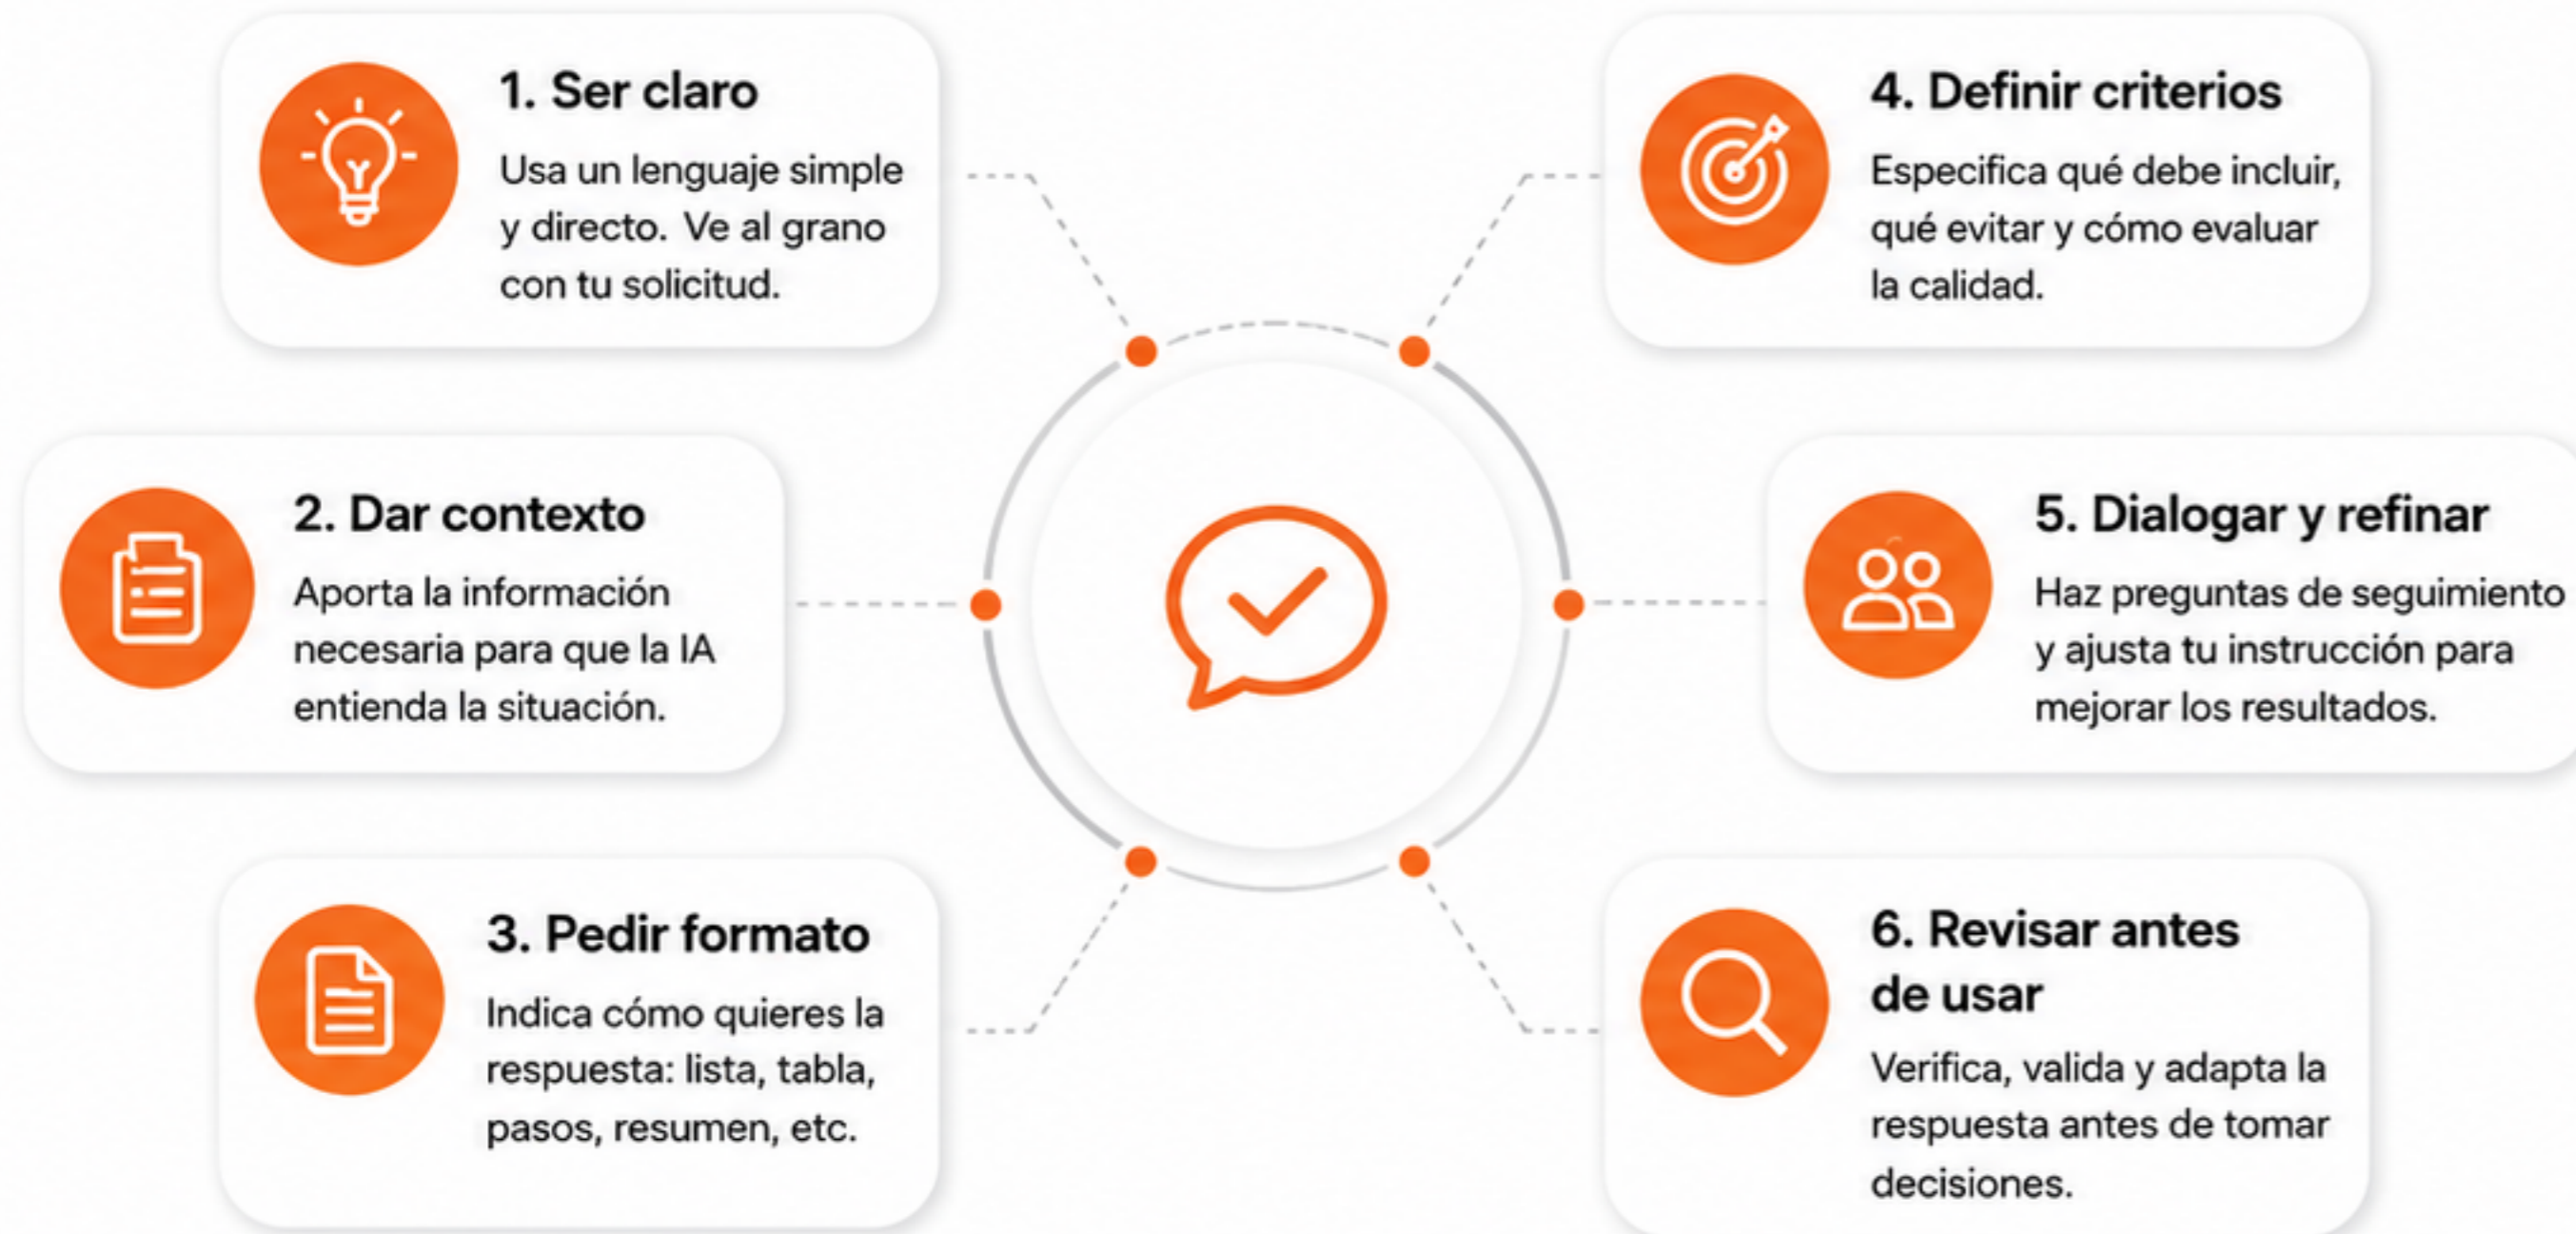 1. Ser claro
Usa un lenguaje simple
y directo. Ve al grano
con tu solicitud.
2. Dar contexto
Aporta la información
necesaria para que la IA
entienda la situación.
3. Pedir formato
Indica cómo quieres la
respuesta: lista, tabla,
pasos, resumen, etc.
4. Definir criterios
Especifica qué debe incluir,
qué evitar y cómo evaluar
la calidad.
5. Dialogar y refinar
Haz preguntas de seguimiento
y ajusta tu instrucción para
mejorar los resultados.
6. Revisar antes
de usar
Verifica, valida y adapta la
respuesta antes de tomar
decisiones.